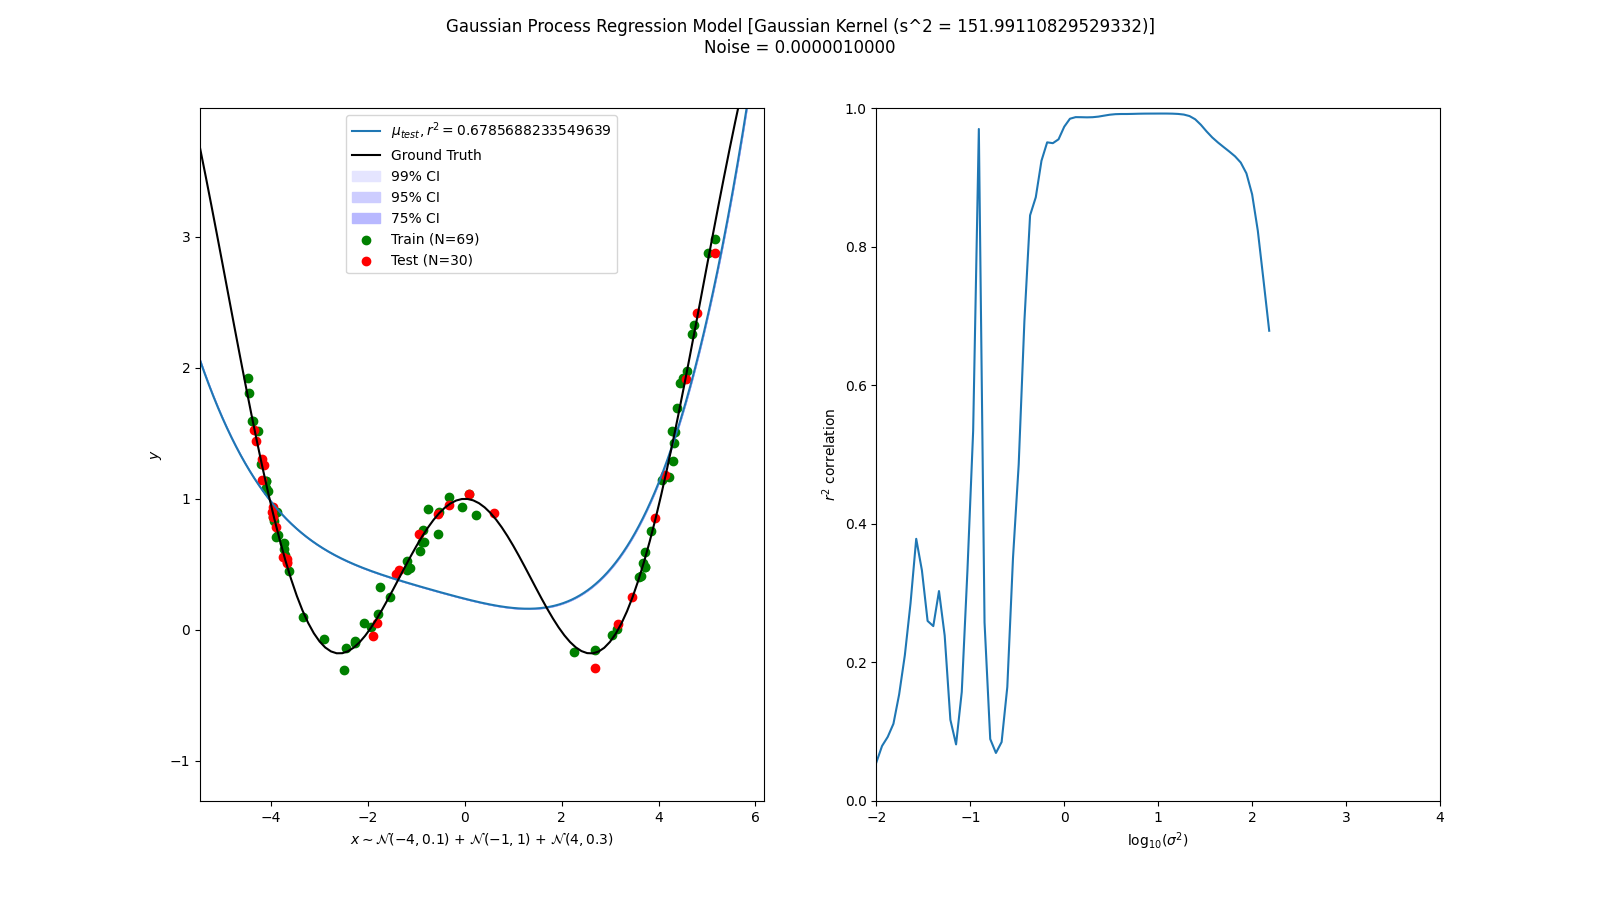 Gaussian Process Regression Model [Gaussian Kernel (s^2 = 151.99110829529332)]
Noise = 0.0000010000
μ_test, r² = 0.6785688233549639
Ground Truth
99% CI
95% CI
75% CI
Train (N=69)
Test (N=30)
3
2
1
0
−1
y
−4
−2
0
2
4
6
x ∼ 𝒩(−4, 0.1) + 𝒩(−1, 1) + 𝒩(4, 0.3)
1.0
0.8
0.6
0.4
0.2
0.0
r² correlation
−2
−1
0
1
2
3
4
log₁₀(σ²)